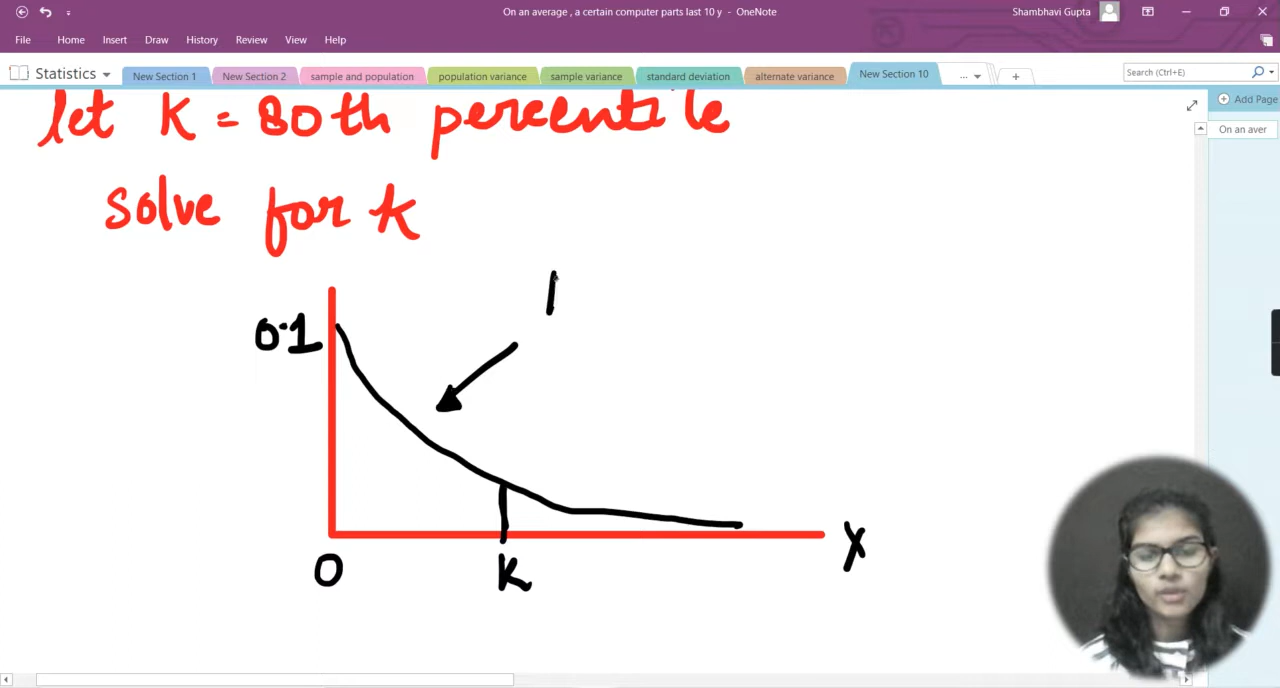 On an average , a certain computer parts last 10 y - OneNote
Shambhavi Gupta
File Home Insert Draw History Review View Help
Statistics
New Section 1 New Section 2 sample and population population variance sample variance standard deviation alternate variance New Section 10 ...
Search (Ctrl+E)
Add Page
On an aver
let k = 80th percentile
solve for k
0.1
0
k
X